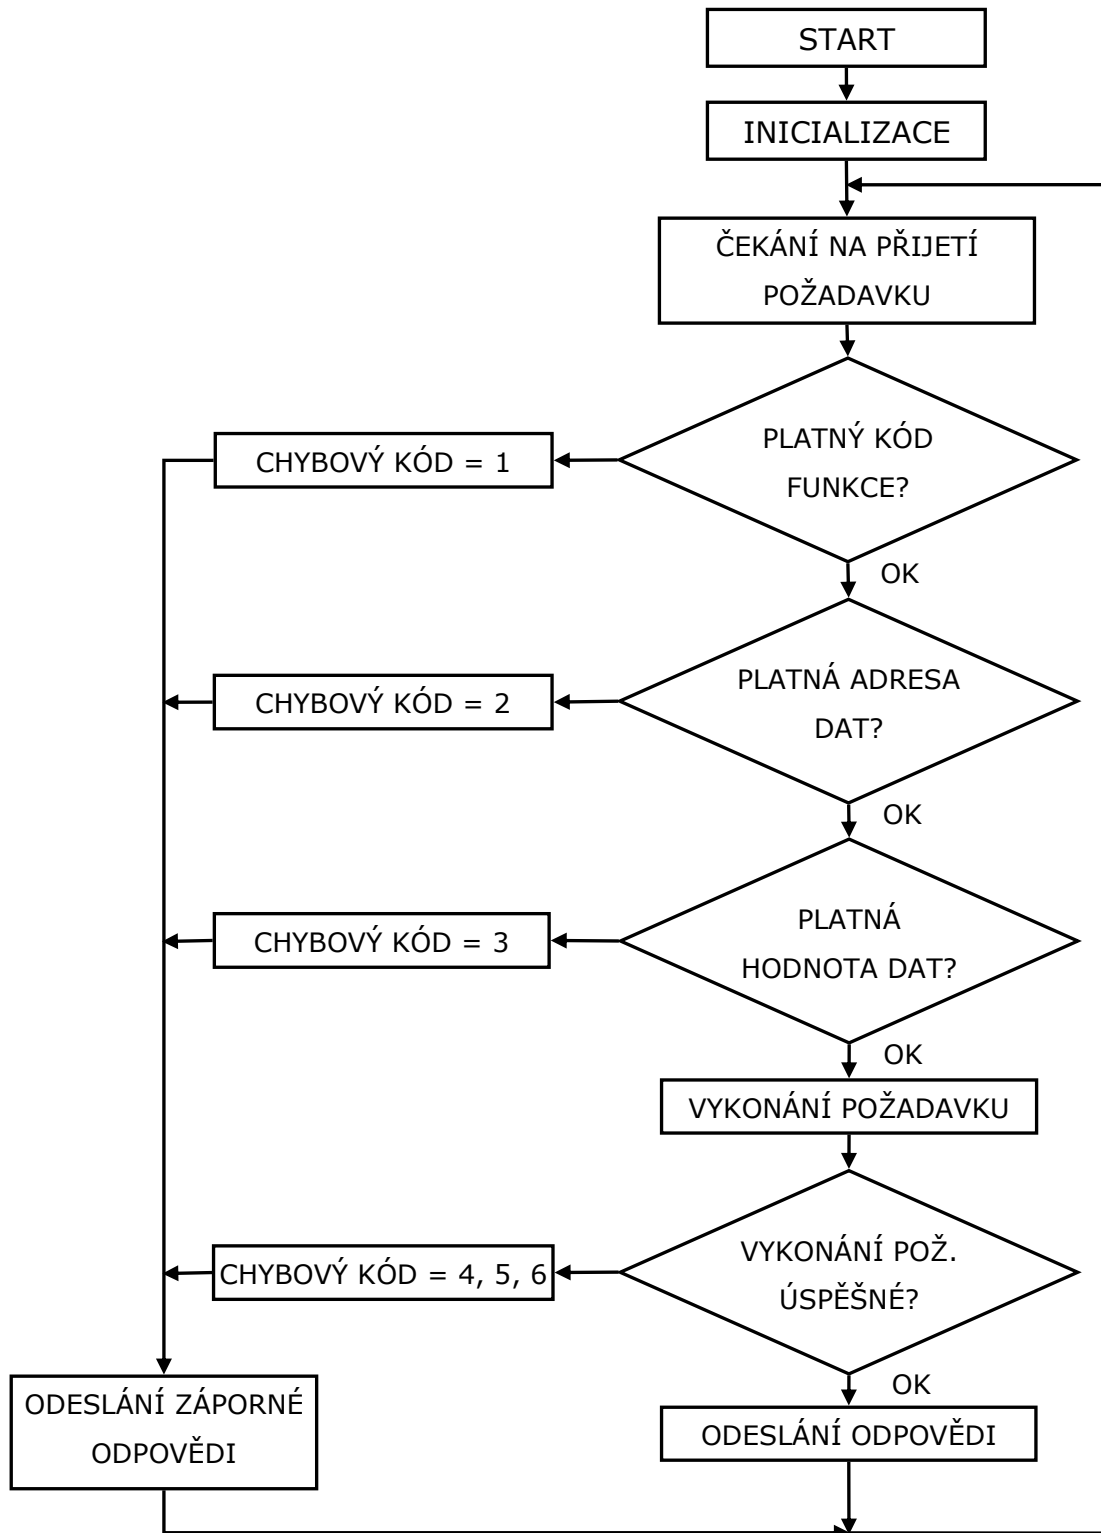 START
INICIALIZACE
ČEKÁNÍ NA PŘIJETÍ
POŽADAVKU
PLATNÝ KÓD
FUNKCE?
CHYBOVÝ KÓD = 1
OK
PLATNÁ ADRESA
DAT?
CHYBOVÝ KÓD = 2
OK
PLATNÁ
HODNOTA DAT?
CHYBOVÝ KÓD = 3
OK
VYKONÁNÍ POŽADAVKU
VYKONÁNÍ POŽ.
ÚSPĚŠNÉ?
CHYBOVÝ KÓD = 4, 5, 6
OK
ODESLÁNÍ ZÁPORNÉ
ODPOVĚDI
ODESLÁNÍ ODPOVĚDI